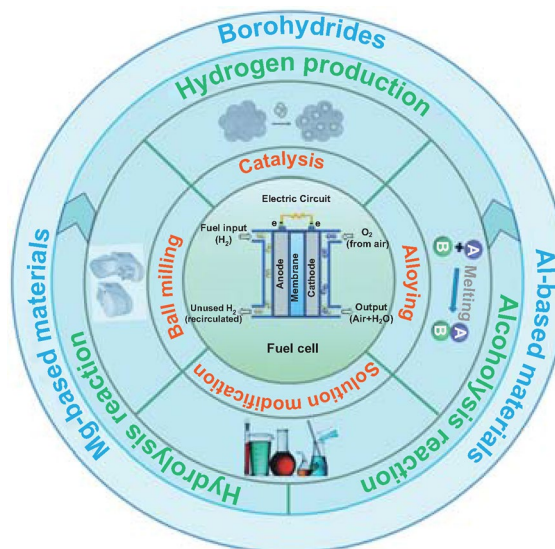 Borohydrides
Hydrogen production
Catalysis
Electric Circuit
e
e
Fuel input
(H₂)
O₂
(from air)
Anode
Membrane
Cathode
Unused H₂
(recirculated)
Output
(Air+H₂O)
Fuel cell
Ball milling
Alloying
Solution modification
B + A
Melting
B A
Mg-based materials
Hydrolysis reaction
Alcoholysis reaction
Al-based materials